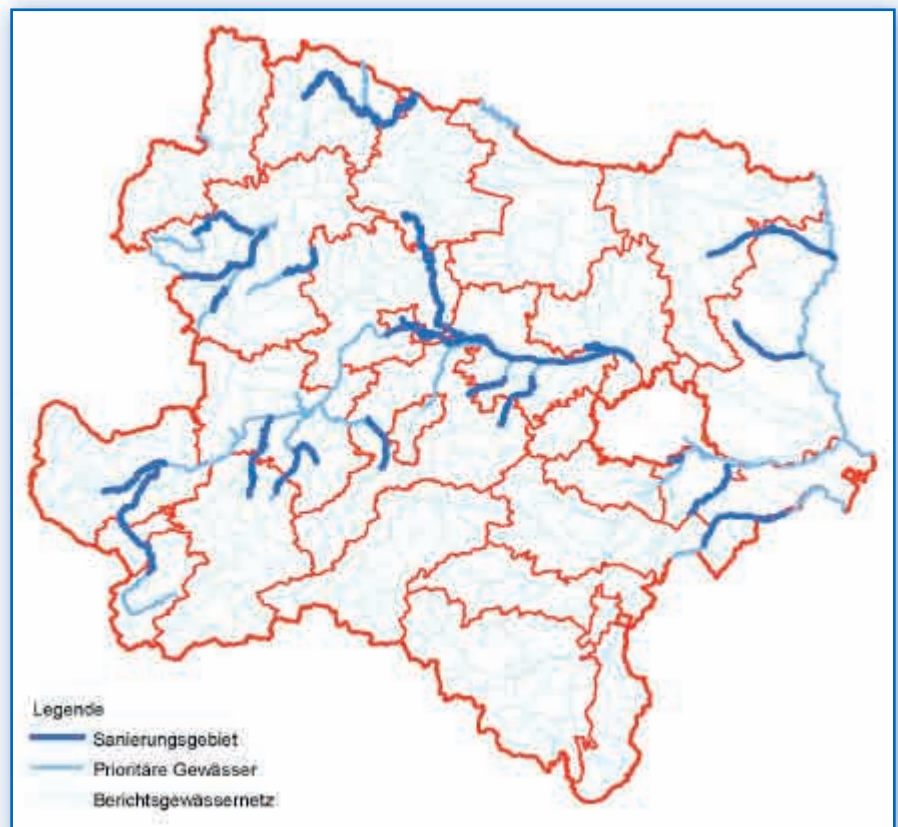 Legende
Sanierungsgebiet
Prioritäre Gewässer
Berichtsgewässernetz